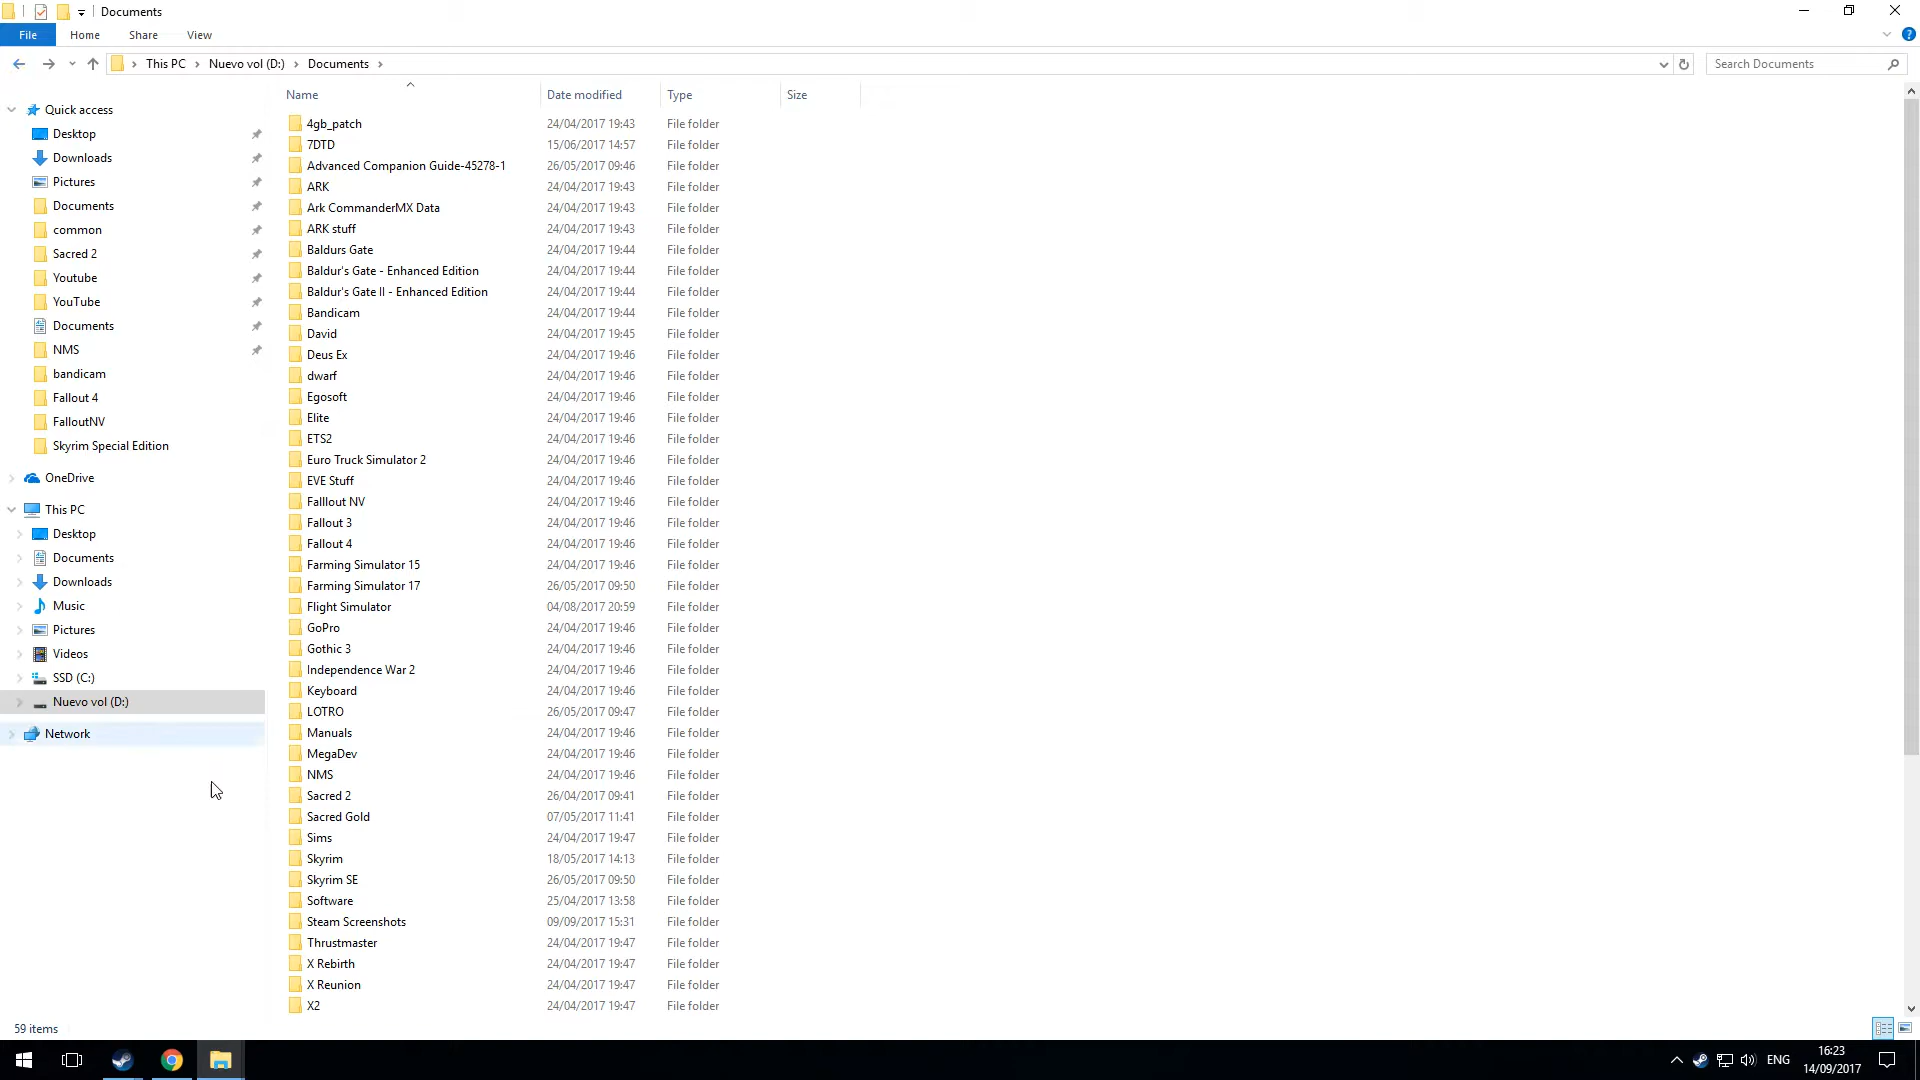 Documents
File Home Share View
This PC Nuevo vol (D:) Documents Search Documents
Name Date modified Type Size
Quick access
Desktop
Downloads
Pictures
Documents
common
Sacred 2
Youtube
YouTube
Documents
NMS
bandicam
Fallout 4
FalloutNV
Skyrim Special Edition
OneDrive
This PC
Desktop
Documents
Downloads
Music
Pictures
Videos
SSD (C:)
Nuevo vol (D:)
Network
4gb_patch 24/04/2017 19:43 File folder
7DTD 15/06/2017 14:57 File folder
Advanced Companion Guide-45278-1 26/05/2017 09:46 File folder
ARK 24/04/2017 19:43 File folder
Ark CommanderMX Data 24/04/2017 19:43 File folder
ARK stuff 24/04/2017 19:43 File folder
Baldurs Gate 24/04/2017 19:44 File folder
Baldur's Gate - Enhanced Edition 24/04/2017 19:44 File folder
Baldur's Gate II - Enhanced Edition 24/04/2017 19:44 File folder
Bandicam 24/04/2017 19:44 File folder
David 24/04/2017 19:45 File folder
Deus Ex 24/04/2017 19:46 File folder
dwarf 24/04/2017 19:46 File folder
Egosoft 24/04/2017 19:46 File folder
Elite 24/04/2017 19:46 File folder
ETS2 24/04/2017 19:46 File folder
Euro Truck Simulator 2 24/04/2017 19:46 File folder
EVE Stuff 24/04/2017 19:46 File folder
Falllout NV 24/04/2017 19:46 File folder
Fallout 3 24/04/2017 19:46 File folder
Fallout 4 24/04/2017 19:46 File folder
Farming Simulator 15 24/04/2017 19:46 File folder
Farming Simulator 17 26/05/2017 09:50 File folder
Flight Simulator 04/08/2017 20:59 File folder
GoPro 24/04/2017 19:46 File folder
Gothic 3 24/04/2017 19:46 File folder
Independence War 2 24/04/2017 19:46 File folder
Keyboard 24/04/2017 19:46 File folder
LOTRO 26/05/2017 09:47 File folder
Manuals 24/04/2017 19:46 File folder
MegaDev 24/04/2017 19:46 File folder
NMS 24/04/2017 19:46 File folder
Sacred 2 26/04/2017 09:41 File folder
Sacred Gold 07/05/2017 11:41 File folder
Sims 24/04/2017 19:47 File folder
Skyrim 18/05/2017 14:13 File folder
Skyrim SE 26/05/2017 09:50 File folder
Software 25/04/2017 13:58 File folder
Steam Screenshots 09/09/2017 15:31 File folder
Thrustmaster 24/04/2017 19:47 File folder
X Rebirth 24/04/2017 19:47 File folder
X Reunion 24/04/2017 19:47 File folder
X2 24/04/2017 19:47 File folder
59 items
ENG
16:23
14/09/2017